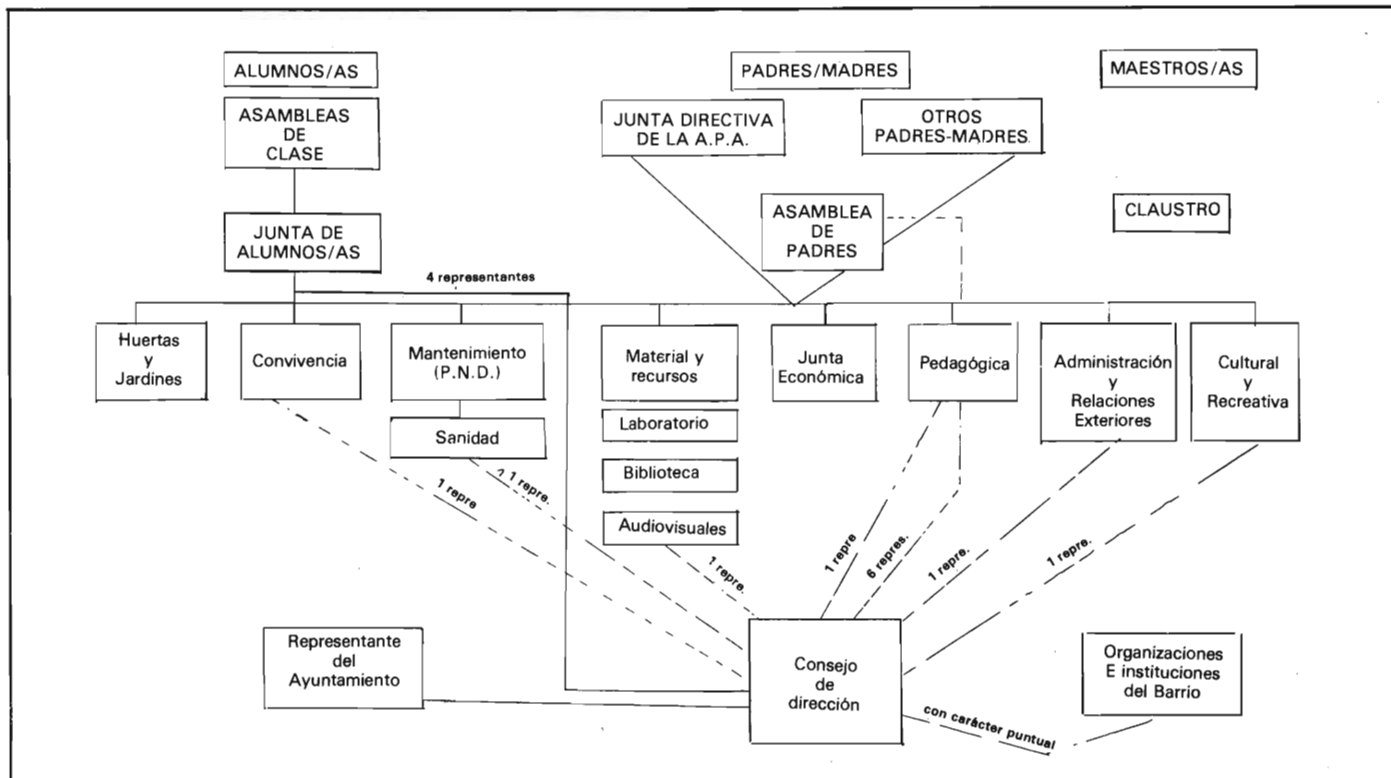 ALUMNOS/AS
PADRES/MADRES
MAESTROS/AS
ASAMBLEAS
DE
CLASE
JUNTA DIRECTIVA
DE LA A.P.A.
OTROS
PADRES-MADRES.
ASAMBLEA
DE
PADRES
CLAUSTRO
JUNTA DE
ALUMNOS/AS
4 representantes
Huertas
y
Jardines
Convivencia
Mantenimiento
(P.N.D.)
Material y
recursos
Junta
Económica
Pedagógica
Administración
y
Relaciones
Exteriores
Cultural
y
Recreativa
Sanidad
Laboratorio
Biblioteca
Audiovisuales
1 repre
1 repre.
1 repre.
1 repre
6 repres.
1 repre.
1 repre.
Representante
del
Ayuntamiento
Consejo
de
dirección
Organizaciones
E instituciones
del Barrio
con carácter puntual